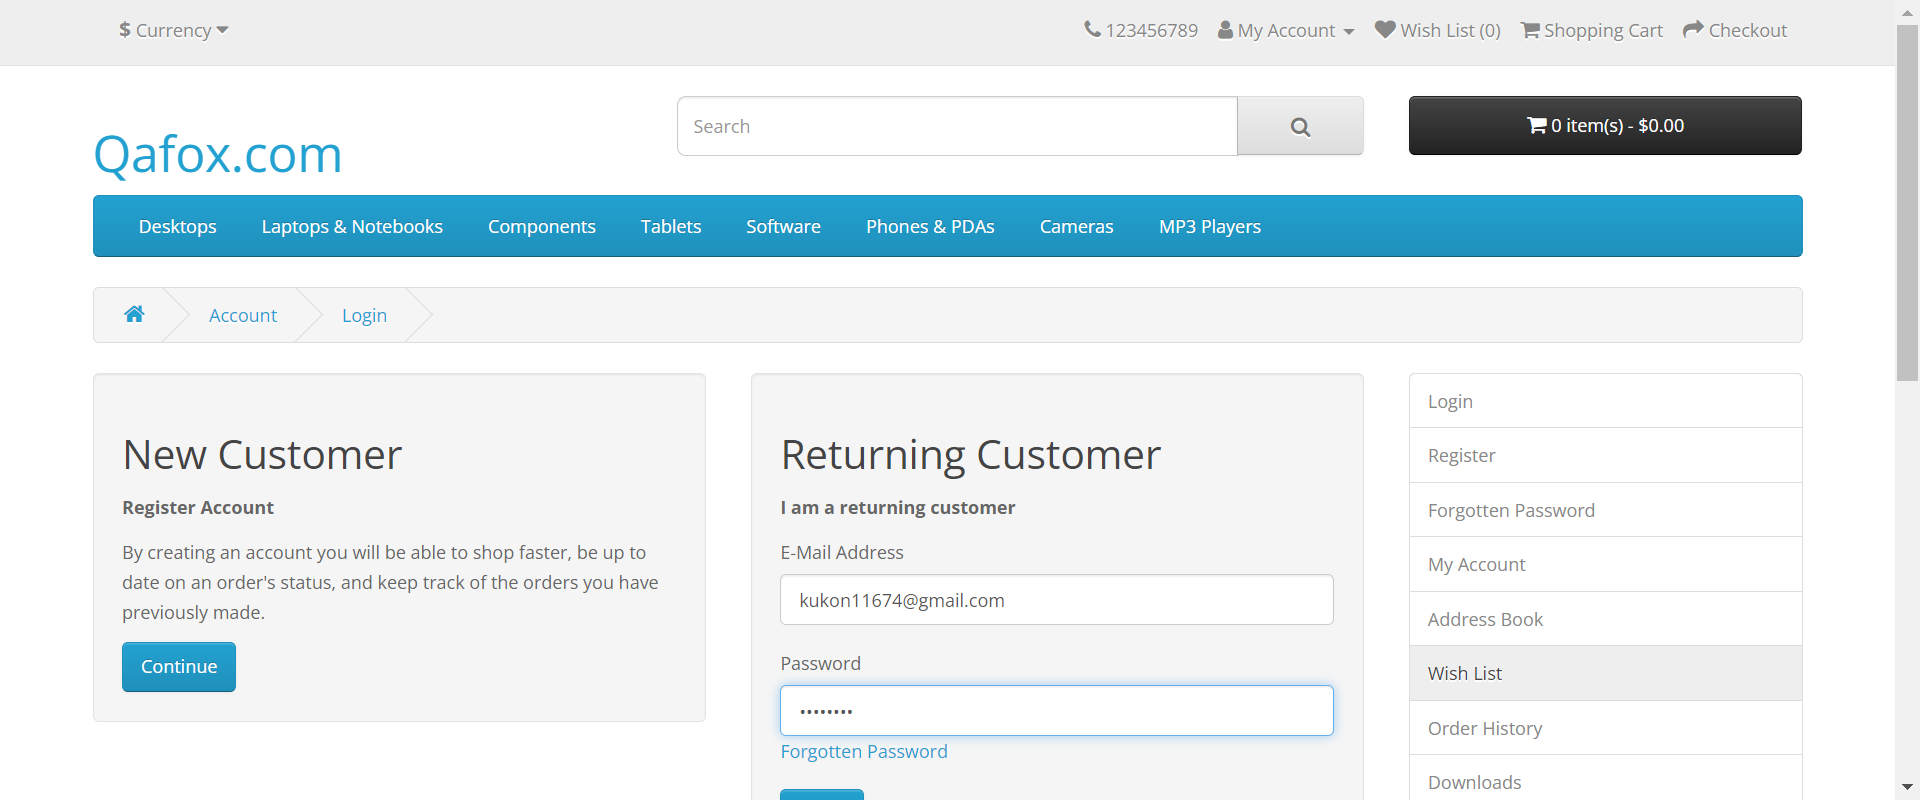 $ Currency
123456789
My Account
Wish List (0)
Shopping Cart
Checkout
Qafox.com
Search
0 item(s) - $0.00
Desktops
Laptops & Notebooks
Components
Tablets
Software
Phones & PDAs
Cameras
MP3 Players
Account
Login
New Customer
Register Account
By creating an account you will be able to shop faster, be up to
date on an order's status, and keep track of the orders you have
previously made.
Continue
Returning Customer
I am a returning customer
E-Mail Address
kukon11674@gmail.com
Password
••••••••
Forgotten Password
Login
Register
Forgotten Password
My Account
Address Book
Wish List
Order History
Downloads